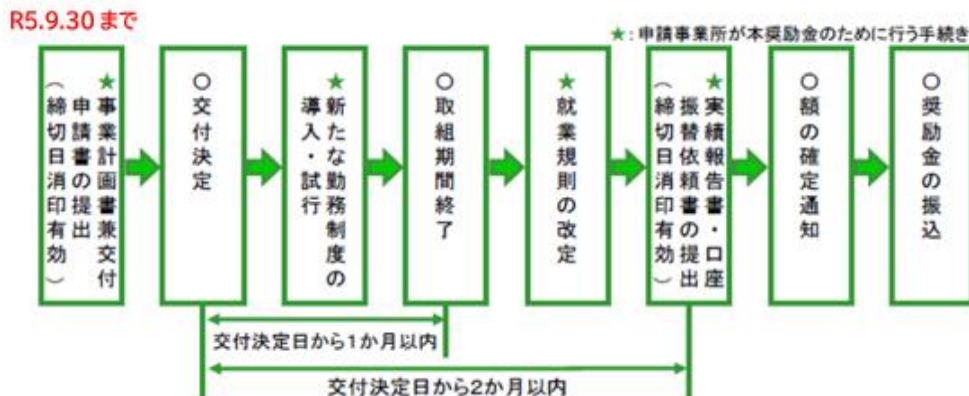 R5.9.30 まで
★:申請事業所が本奨励金のために行う手続き
★事業計画書兼交付
申請書の提出
(締切日消印有効)
○交付決定
★新たな勤務制度の
導入・試行
○取組期間終了
★就業規則の改定
★実績報告書・口座
振替依頼書の提出
(締切日消印有効)
○額の確定通知
○奨励金の振込
交付決定日から1か月以内
交付決定日から2か月以内